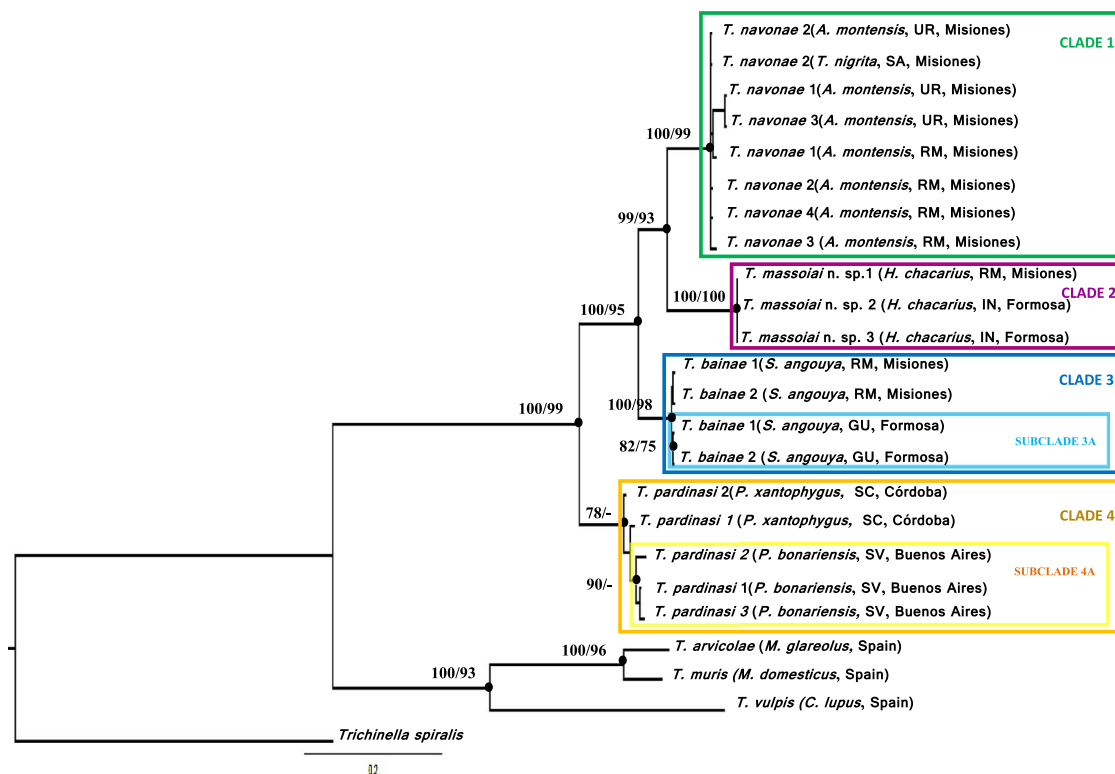 T. navonae 2(A. montensis, UR, Misiones)
CLADE 1
T. navonae 2(T. nigrita, SA, Misiones)
T. navonae 1(A. montensis, UR, Misiones)
T. navonae 3(A. montensis, UR, Misiones)
100/99
T. navonae 1(A. montensis, RM, Misiones)
T. navonae 2(A. montensis, RM, Misiones)
99/93
T. navonae 4(A. montensis, RM, Misiones)
T. navonae 3 (A. montensis, RM, Misiones)
T. massoiai n. sp.1 (H. chacarius, RM, Misiones)
CLADE 2
100/100
T. massoiai n. sp. 2 (H. chacarius, IN, Formosa)
100/95
T. massoiai n. sp. 3 (H. chacarius, IN, Formosa)
T. bainae 1(S. angouya, RM, Misiones)
CLADE 3
T. bainae 2 (S. angouya, RM, Misiones)
100/99
100/98
T. bainae 1(S. angouya, GU, Formosa)
82/75
SUBCLADE 3A
T. bainae 2 (S. angouya, GU, Formosa)
T. pardinasi 2(P. xantophygus, SC, Córdoba)
78/-
T. pardinasi 1 (P. xantophygus, SC, Córdoba)
CLADE 4
T. pardinasi 2 (P. bonariensis, SV, Buenos Aires)
SUBCLADE 4A
90/-
T. pardinasi 1(P. bonariensis, SV, Buenos Aires)
T. pardinasi 3 (P. bonariensis, SV, Buenos Aires)
100/96
T. arvicolae (M. glareolus, Spain)
100/93
T. muris (M. domesticus, Spain)
T. vulpis (C. lupus, Spain)
Trichinella spiralis
0.2